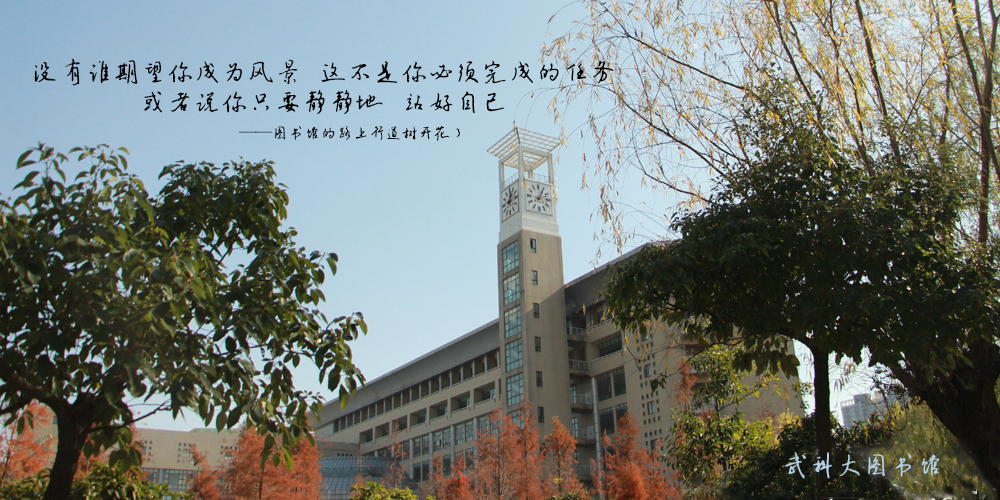 没有谁期望你成为风景 这不是你必须完成的任务
或者说你只要静静地 站好自己
——图书馆的路上行道树开花）
武科大图书馆